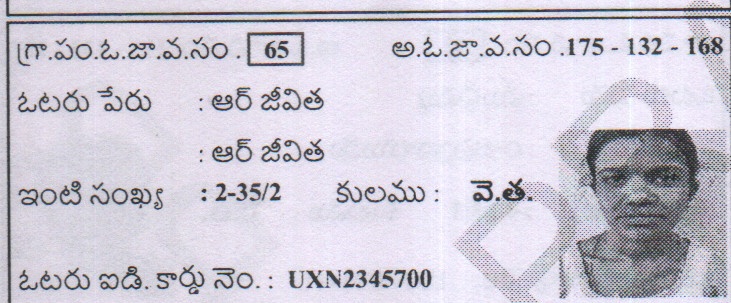 గ్రా.పం.ఓ.జా.వ.సం . 65 అ.ఓ.జా.వ.సం .175 - 132 - 168
ఓటరు పేరు : ఆర్ జీవిత
: ఆర్ జీవిత
ఇంటి సంఖ్య : 2-35/2 కులము : వె.త.
ఓటరు ఐడి. కార్డు నెం. : UXN2345700